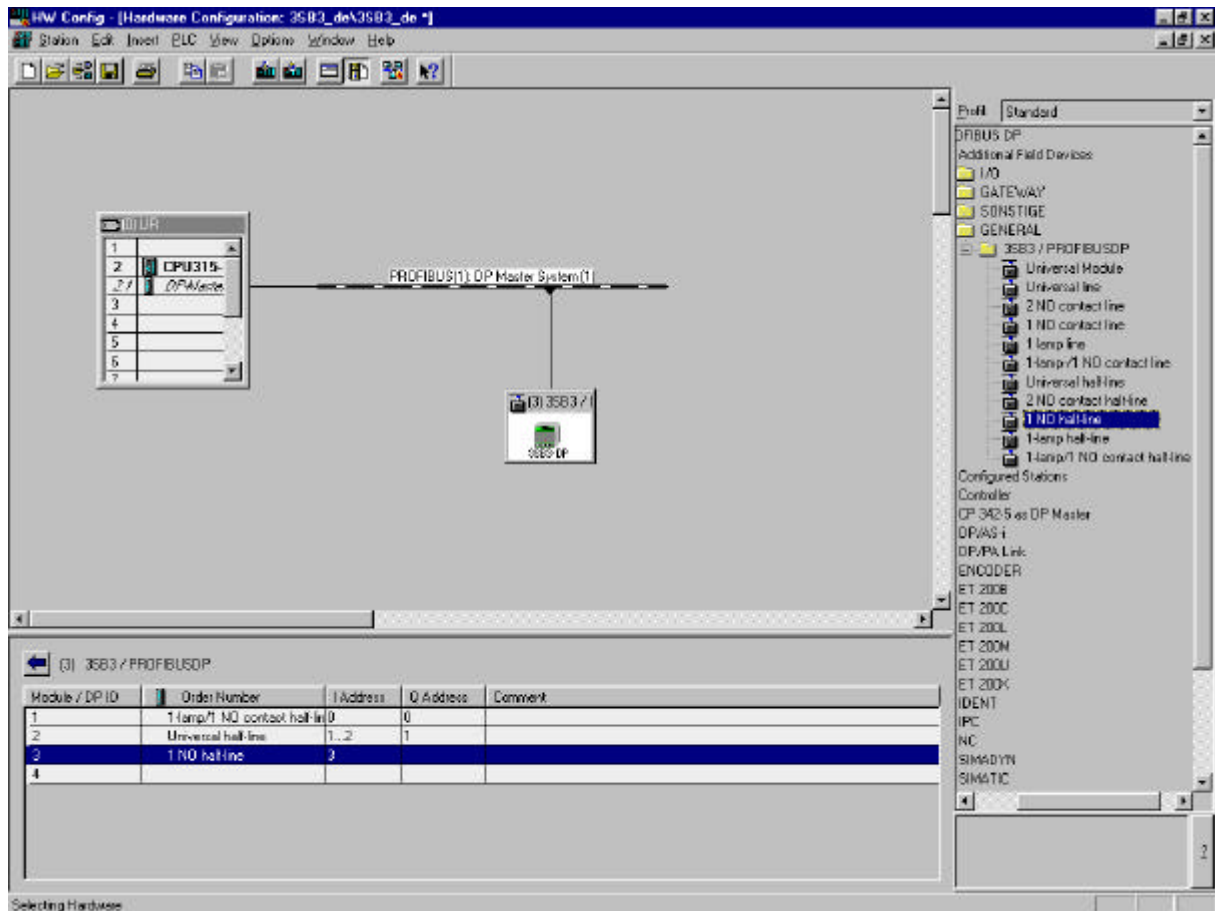 HW Config - [Hardware Configuration: 3SB3_de\3SB3_de *]
Station Edit Insert PLC View Options Window Help
Profil Standard
OFIBUS DP
Additional Field Devices
I/O
GATEWAY
SONSTIGE
GENERAL
3SB3 / PROFIBUSDP
Universal Module
Universal line
2 NO contact line
1 NO contact line
1 lamp line
1-lamp-/1 NO contact line
Universal half-line
2 NO contact half-line
1 NO half-line
1-lamp half-line
1-lamp/1 NO contact half-line
Configured Stations
Controller
CP 342-5 as DP Master
DP/AS-i
DP/PA Link
ENCODER
ET 200B
ET 200C
ET 200L
ET 200M
ET 200U
ET 200X
IDENT
IPC
NC
SIMADYN
SIMATIC
(0) UR
1
2 CPU315-
2.1 DP-Maste
3
4
5
6
7
PROFIBUS(1): DP Master System (1)
(3) 3SB3 / I
3SB3-DP
(3) 3SB3 / PROFIBUSDP
Module / DP ID Order Number I Address Q Address Comment
1 1-lamp/1 NO contact half-lin 0 0
2 Universal half-line 1...2 1
3 1 NO half-line 3
4
Selecting Hardware